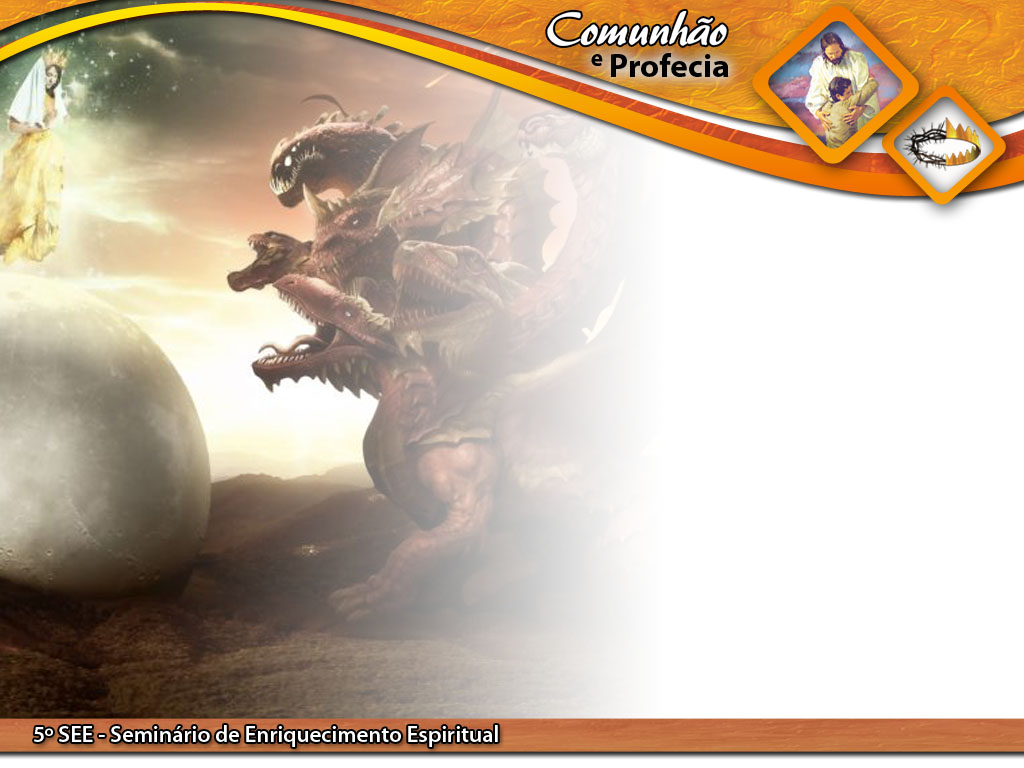 Comunhão
e Profecia
5º SEE - Seminário de Enriquecimento Espiritual